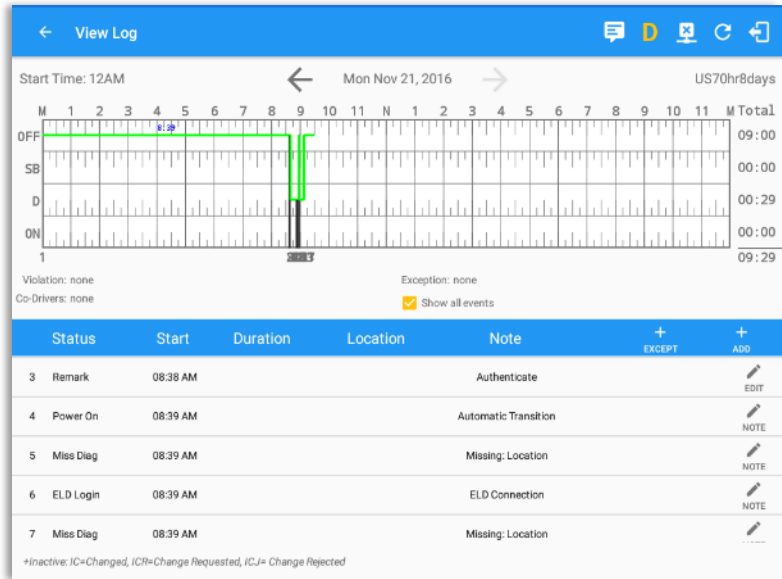 View Log D
Start Time: 12AM Mon Nov 21, 2016 US70hr8days
M 1 2 3 4 5 6 7 8 9 10 11 N 1 2 3 4 5 6 7 8 9 10 11 M Total
8:39
OFF 09:00
SB 00:00
D 00:29
ON 00:00
1 09:29
Violation: none Exception: none
Co-Drivers: none Show all events
Status Start Duration Location Note + EXCEPT + ADD
3 Remark 08:38 AM Authenticate EDIT
4 Power On 08:39 AM Automatic Transition NOTE
5 Miss Diag 08:39 AM Missing: Location NOTE
6 ELD Login 08:39 AM ELD Connection NOTE
7 Miss Diag 08:39 AM Missing: Location
+Inactive: IC=Changed, ICR=Change Requested, ICJ= Change Rejected